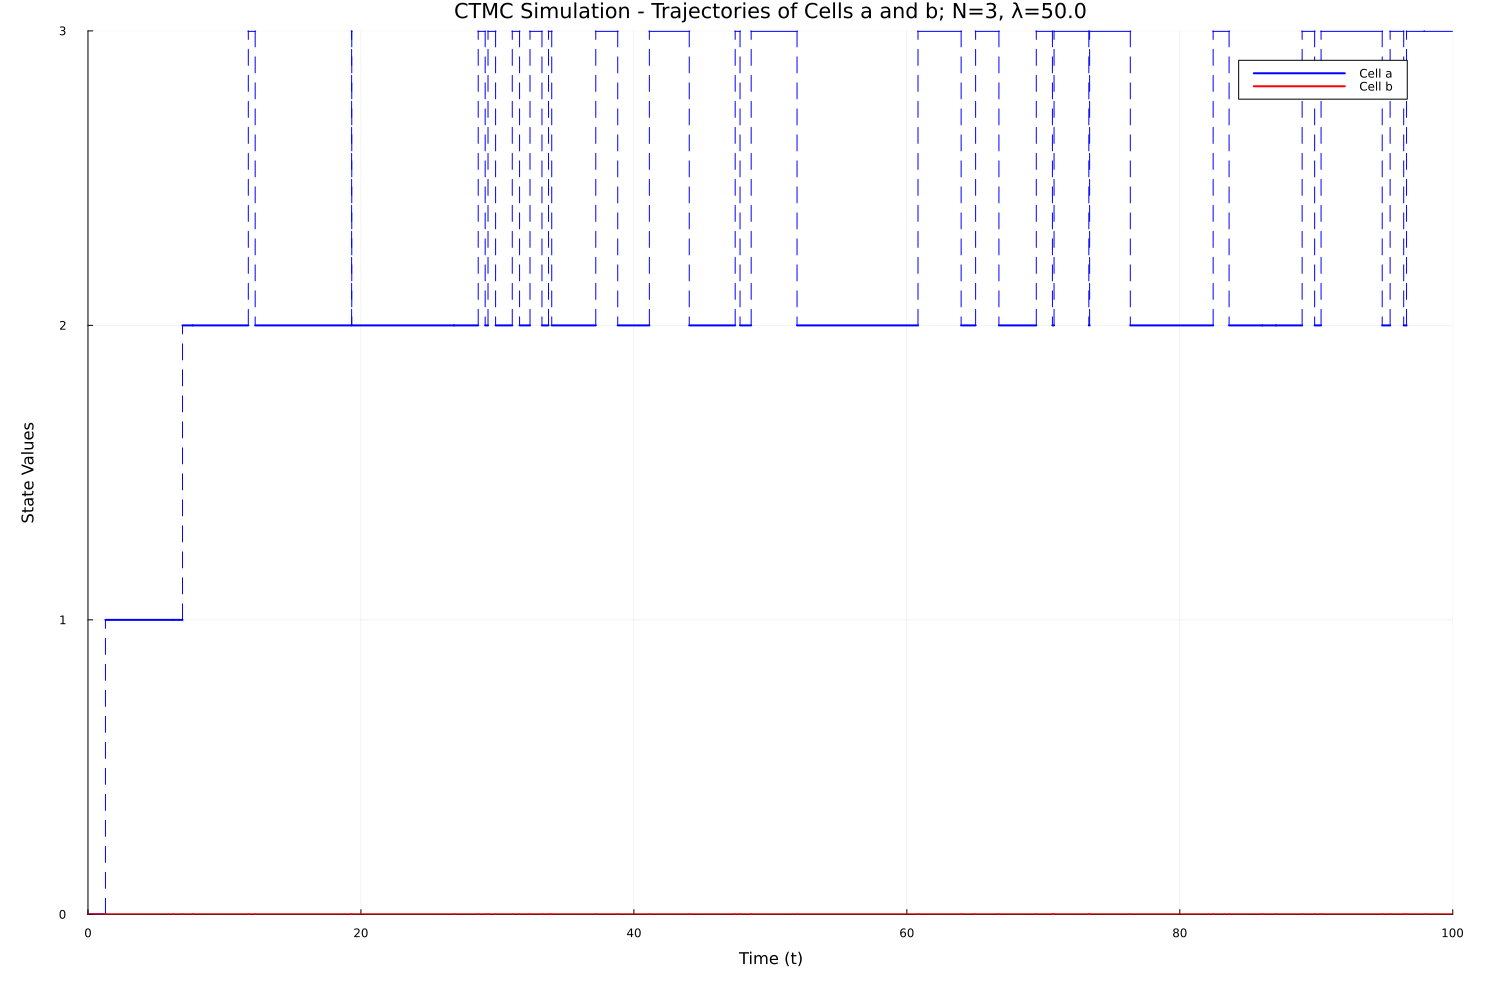 CTMC Simulation - Trajectories of Cells a and b; N=3, λ=50.0
3
Cell a
Cell b
2
State Values
1
0
0 20 40 60 80 100
Time (t)